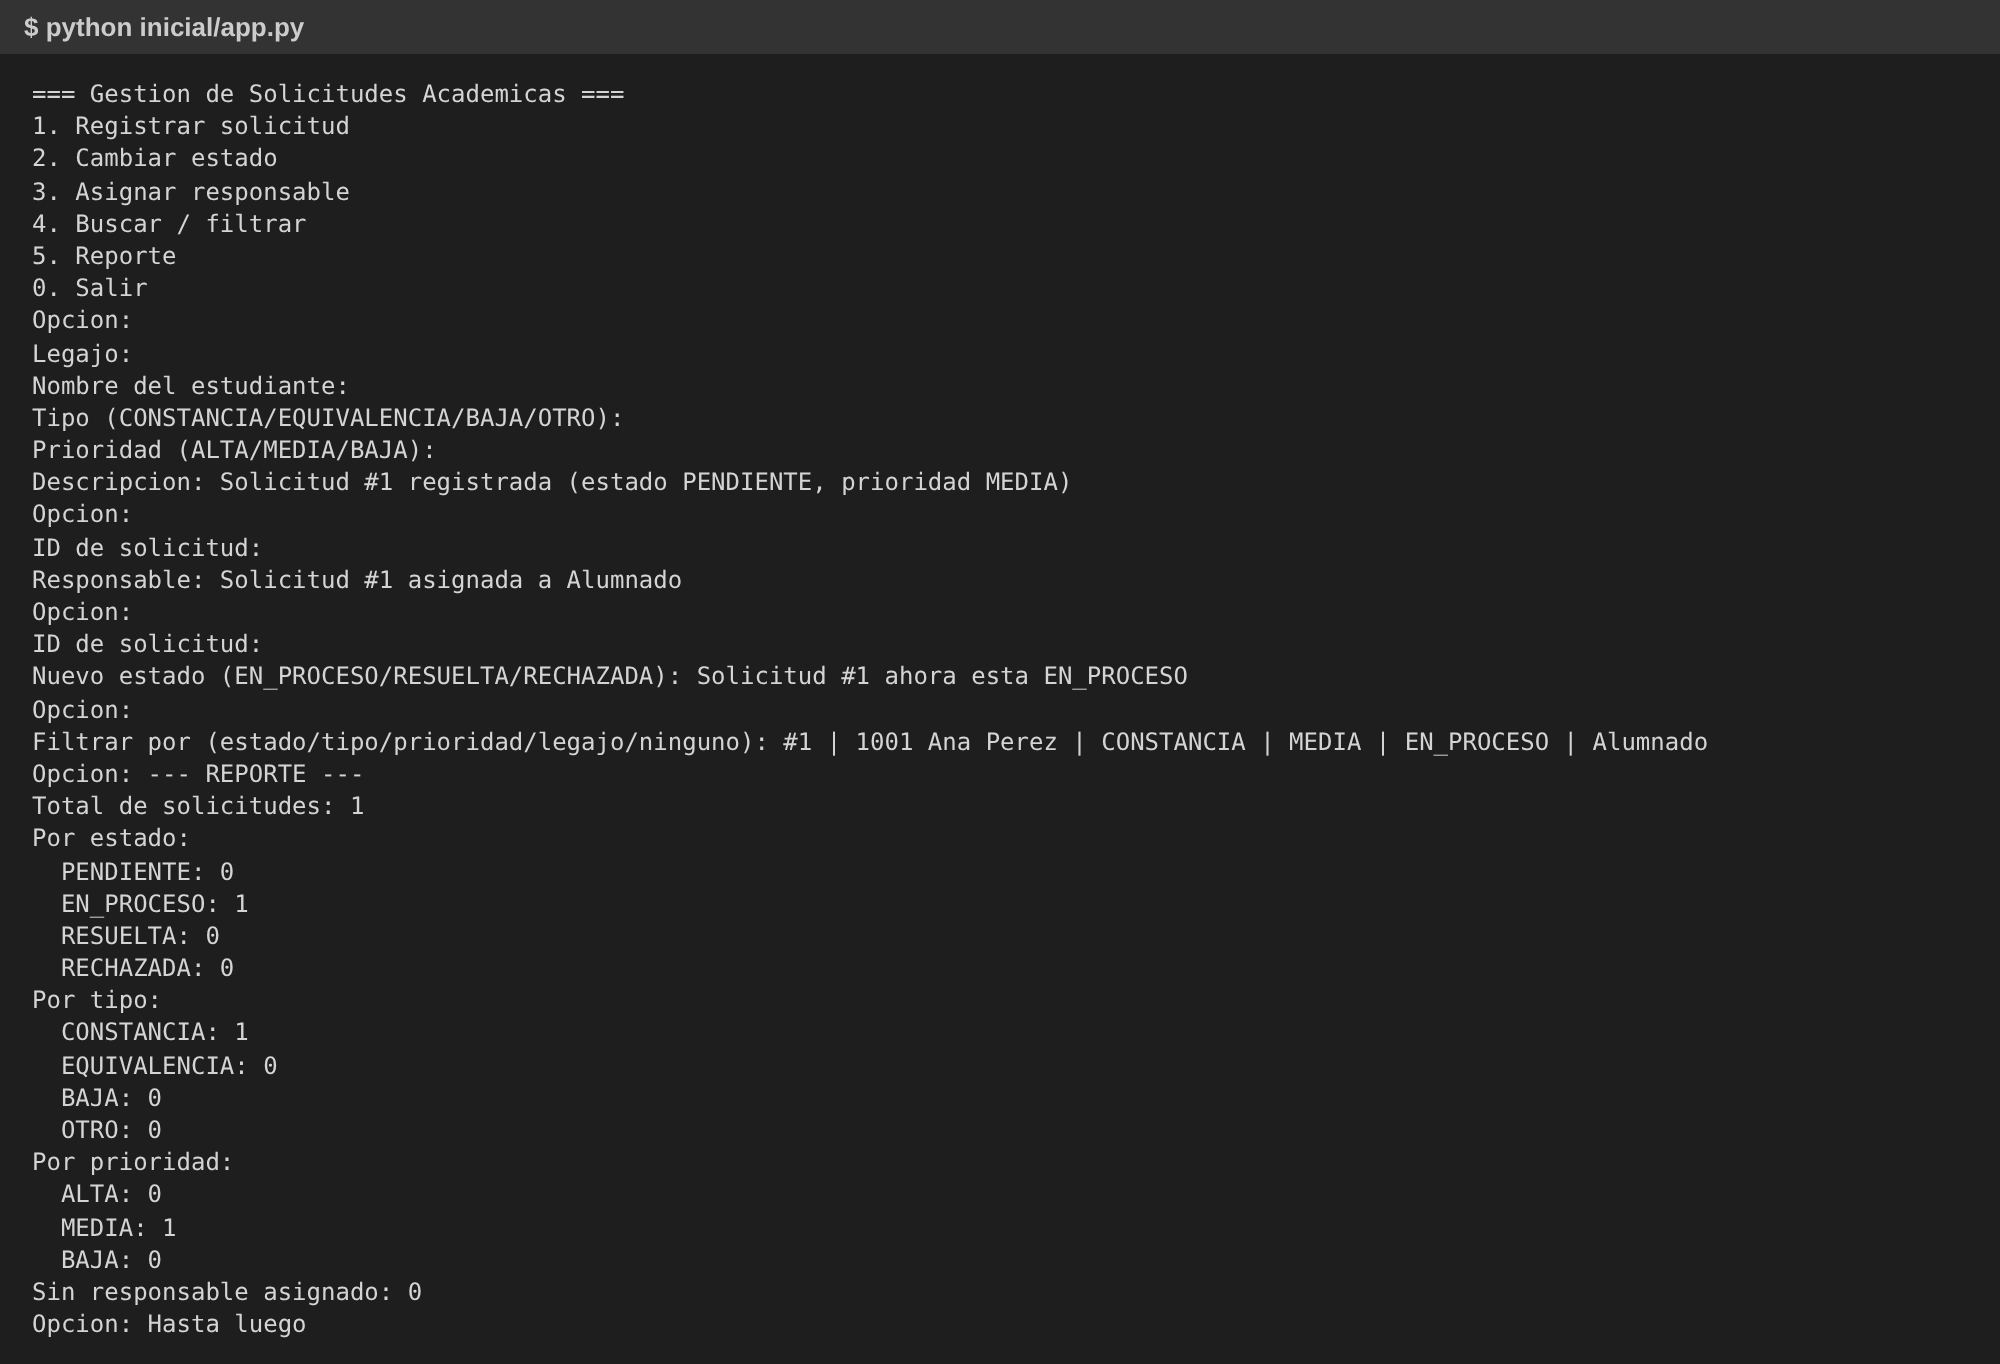 $ python inicial/app.py
=== Gestion de Solicitudes Academicas ===
1. Registrar solicitud
2. Cambiar estado
3. Asignar responsable
4. Buscar / filtrar
5. Reporte
0. Salir
Opcion:
Legajo:
Nombre del estudiante:
Tipo (CONSTANCIA/EQUIVALENCIA/BAJA/OTRO):
Prioridad (ALTA/MEDIA/BAJA):
Descripcion: Solicitud #1 registrada (estado PENDIENTE, prioridad MEDIA)
Opcion:
ID de solicitud:
Responsable: Solicitud #1 asignada a Alumnado
Opcion:
ID de solicitud:
Nuevo estado (EN_PROCESO/RESUELTA/RECHAZADA): Solicitud #1 ahora esta EN_PROCESO
Opcion:
Filtrar por (estado/tipo/prioridad/legajo/ninguno): #1 | 1001 Ana Perez | CONSTANCIA | MEDIA | EN_PROCESO | Alumnado
Opcion: --- REPORTE ---
Total de solicitudes: 1
Por estado:
  PENDIENTE: 0
  EN_PROCESO: 1
  RESUELTA: 0
  RECHAZADA: 0
Por tipo:
  CONSTANCIA: 1
  EQUIVALENCIA: 0
  BAJA: 0
  OTRO: 0
Por prioridad:
  ALTA: 0
  MEDIA: 1
  BAJA: 0
Sin responsable asignado: 0
Opcion: Hasta luego